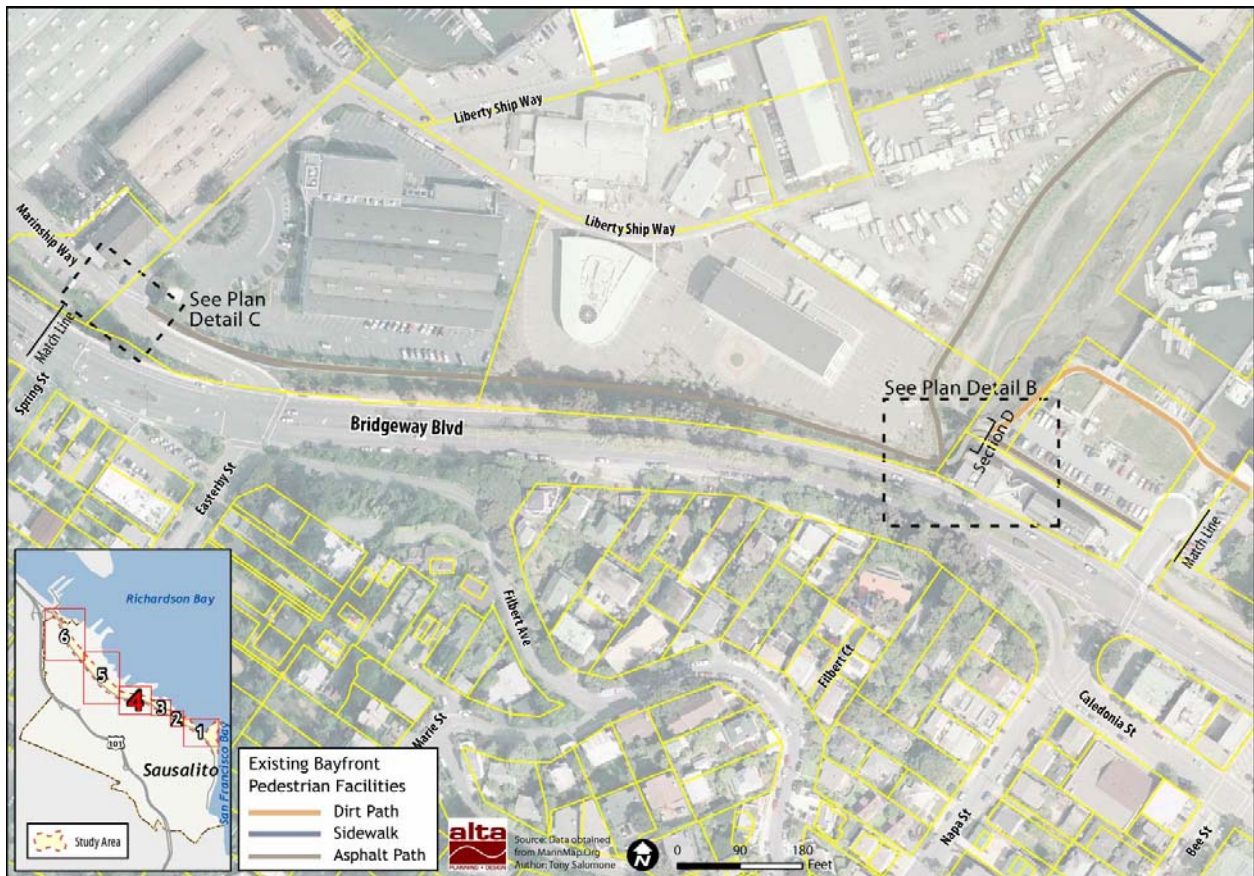 Liberty Ship Way
Liberty Ship Way
Marinship Way
See Plan
Detail C
Match Line
Spring St
Bridgeway Blvd
See Plan Detail B
Section D
Match Line
Easterby St
Filbert Ave
Filbert Ct
Marie St
Caledonia St
Napa St
Bee St
Richardson Bay
6
5
4
3
2
1
101
Sausalito
San Francisco Bay
Study Area
Existing Bayfront
Pedestrian Facilities
Dirt Path
Sidewalk
Asphalt Path
alta
PLANNING + DESIGN
Source: Data obtained
from MarinMap.Org
Author: Tony Salomone
N
0 90 180
Feet